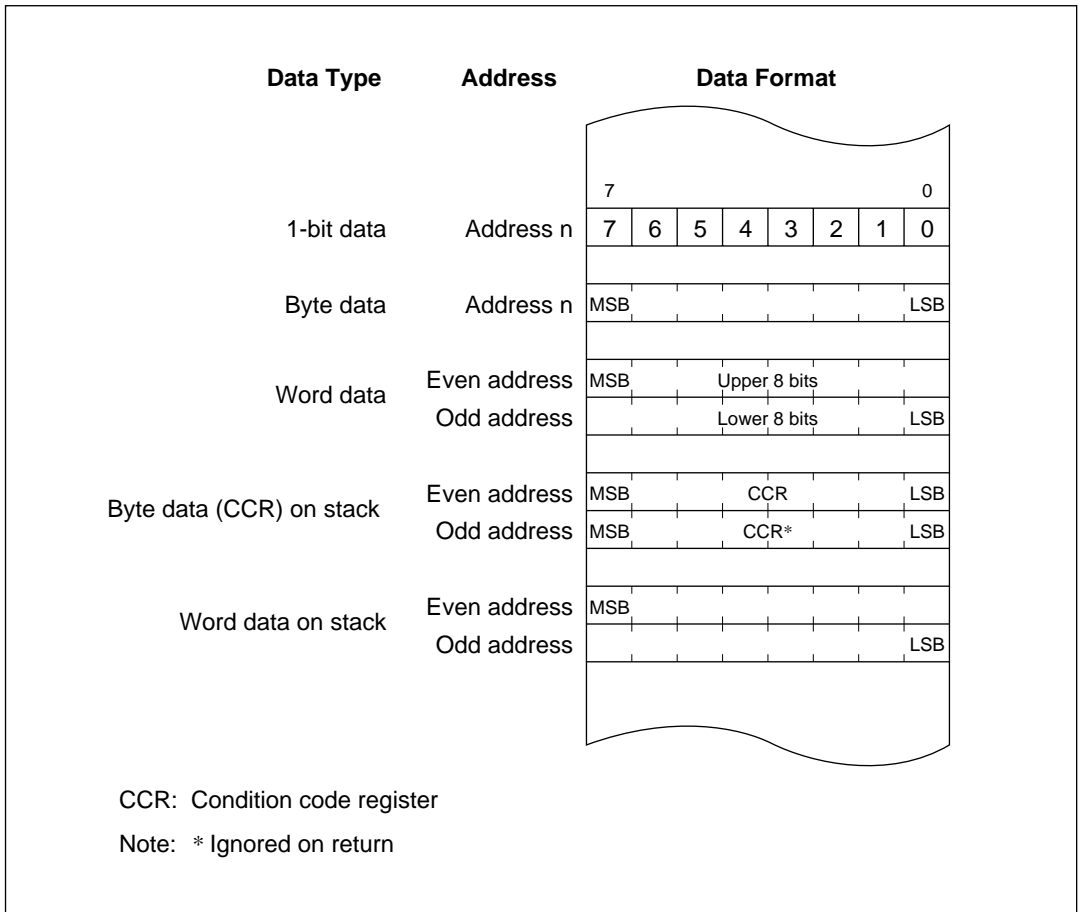 Data Type Address Data Format
7 0
1-bit data Address n 7 6 5 4 3 2 1 0
Byte data Address n MSB LSB
Word data
Even address MSB Upper 8 bits
Odd address Lower 8 bits LSB
Byte data (CCR) on stack
Even address MSB CCR LSB
Odd address MSB CCR* LSB
Word data on stack
Even address MSB
Odd address LSB
CCR: Condition code register
Note: * Ignored on return